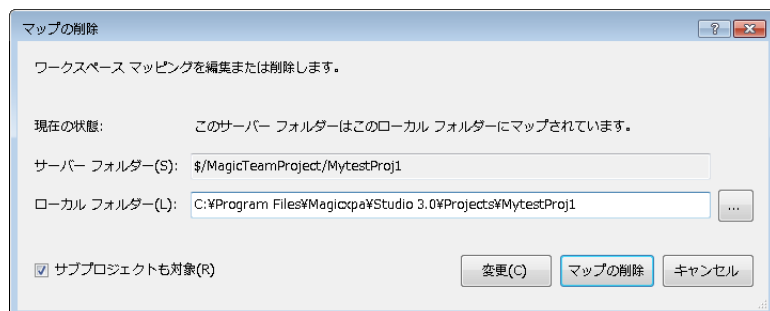 マップの削除
ワークスペース マッピングを編集または削除します。
現在の状態: このサーバー フォルダーはこのローカル フォルダーにマップされています。
サーバー フォルダー(S): $/MagicTeamProject/MytestProj1
ローカル フォルダー(L): C:¥Program Files¥Magicxpa¥Studio 3.0¥Projects¥MytestProj1 ...
サブプロジェクトも対象(R) 変更(C) マップの削除 キャンセル